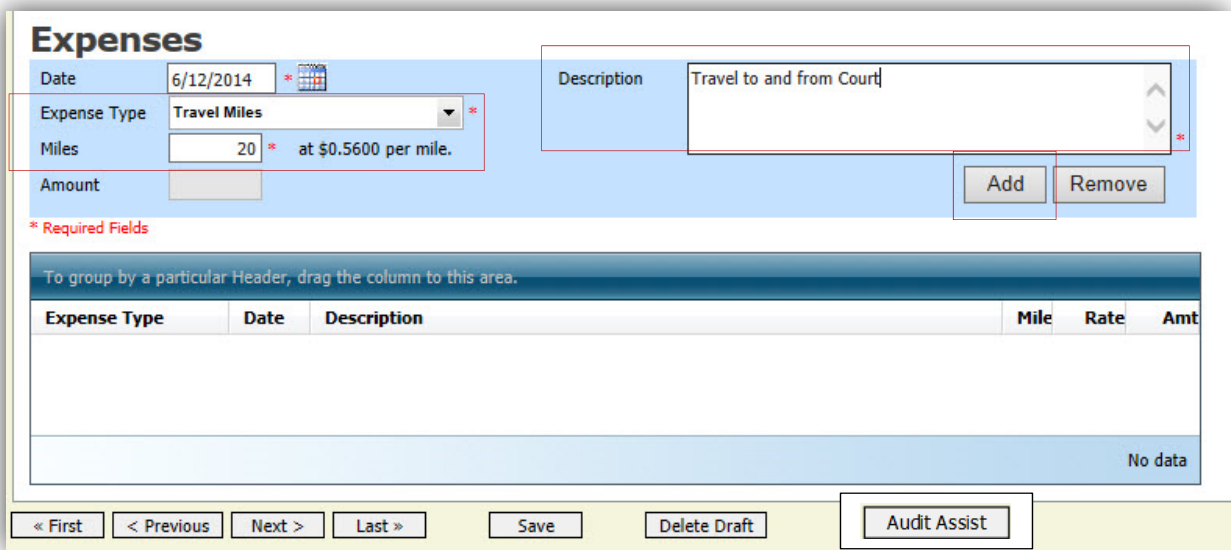 Expenses
Date 6/12/2014 * Description Travel to and from Court
Expense Type Travel Miles *
Miles 20 * at $0.5600 per mile. *
Amount Add Remove
* Required Fields
To group by a particular Header, drag the column to this area.
Expense Type Date Description Mile Rate Amt
No data
« First < Previous Next > Last » Save Delete Draft Audit Assist